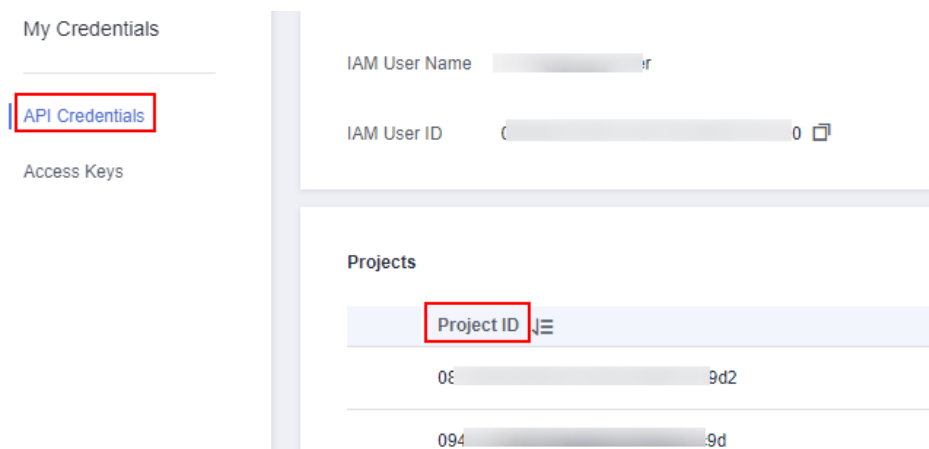 My Credentials
API Credentials
Access Keys
IAM User Name
IAM User ID
Projects
Project ID